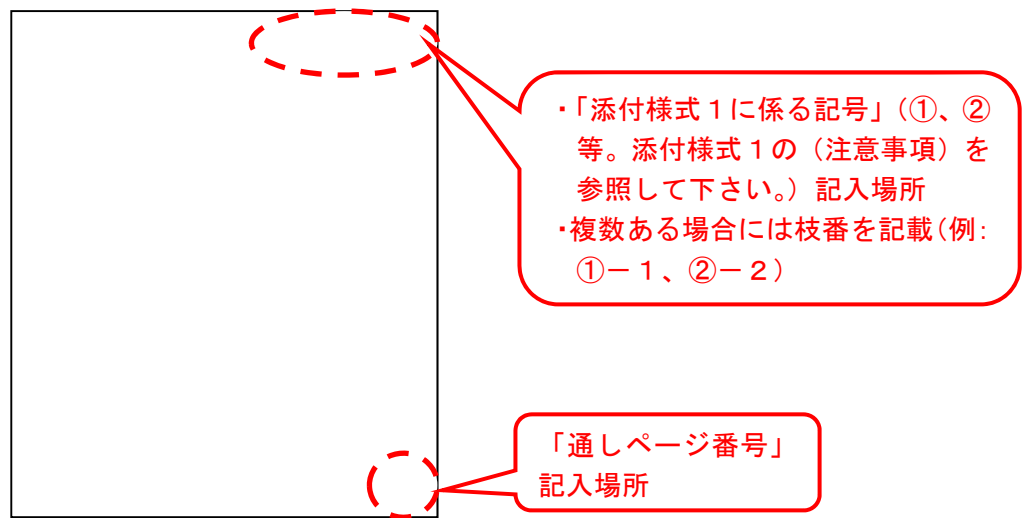 ・「添付様式１に係る記号」（①、②
等。添付様式１の（注意事項）を
参照して下さい。）記入場所
・複数ある場合には枝番を記載（例：
①－１、②－２）
「通しページ番号」
記入場所